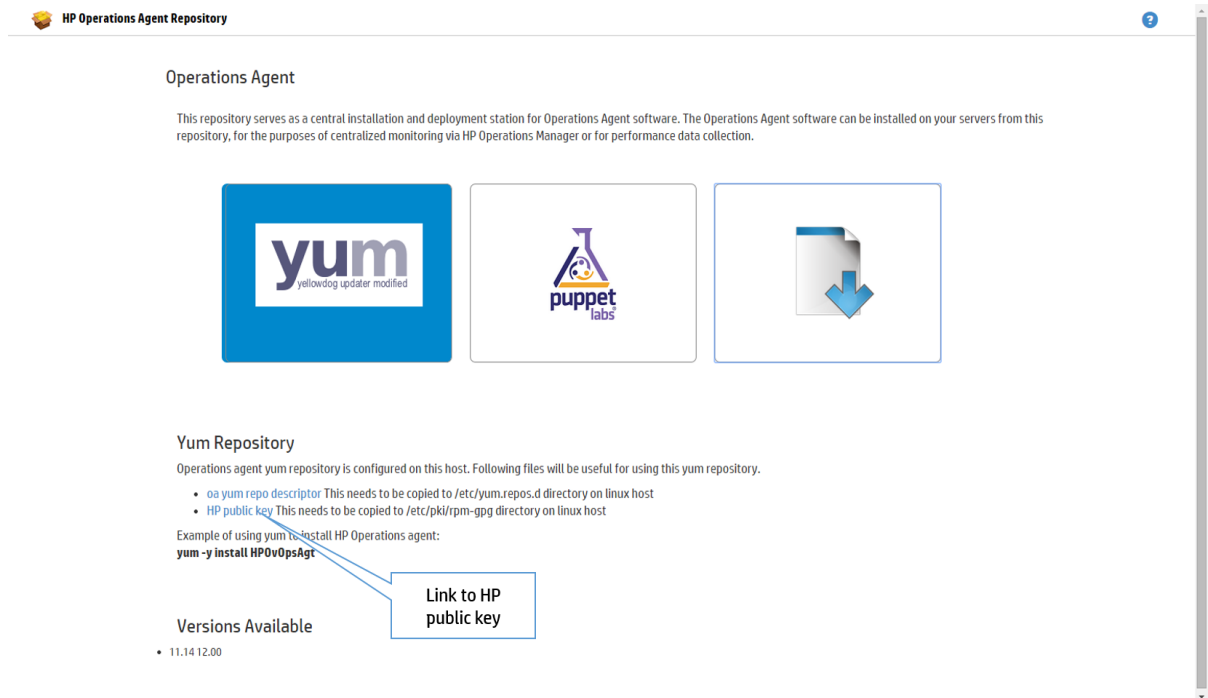 HP Operations Agent Repository
?
Operations Agent
This repository serves as a central installation and deployment station for Operations Agent software. The Operations Agent software can be installed on your servers from this
repository, for the purposes of centralized monitoring via HP Operations Manager or for performance data collection.
yum
yellowdog updater modified
puppet
labs®
Yum Repository
Operations agent yum repository is configured on this host. Following files will be useful for using this yum repository.
• oa yum repo descriptor This needs to be copied to /etc/yum.repos.d directory on linux host
• HP public key This needs to be copied to /etc/pki/rpm-gpg directory on linux host
Example of using yum to install HP Operations agent:
yum -y install HPOvOpsAgt
Link to HP
public key
Versions Available
• 11.14 12.00